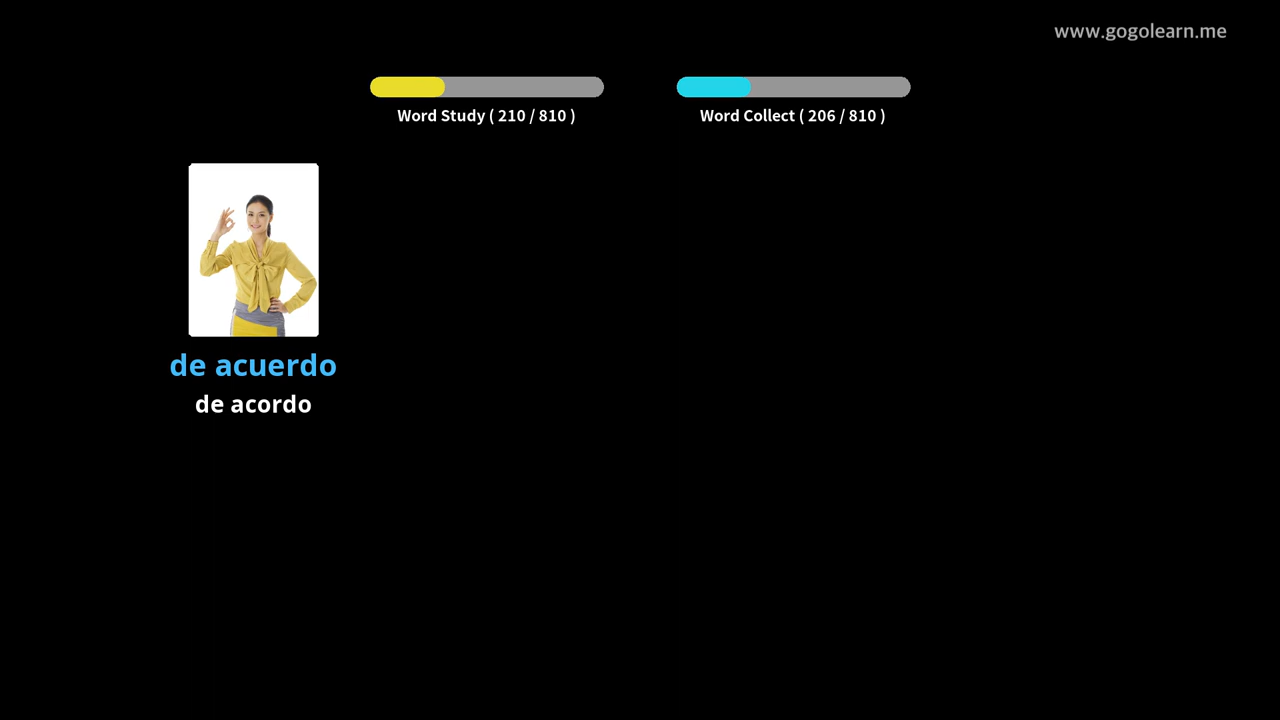 www.gogolearn.me
Word Study ( 210 / 810 )
Word Collect ( 206 / 810 )
de acuerdo
de acordo